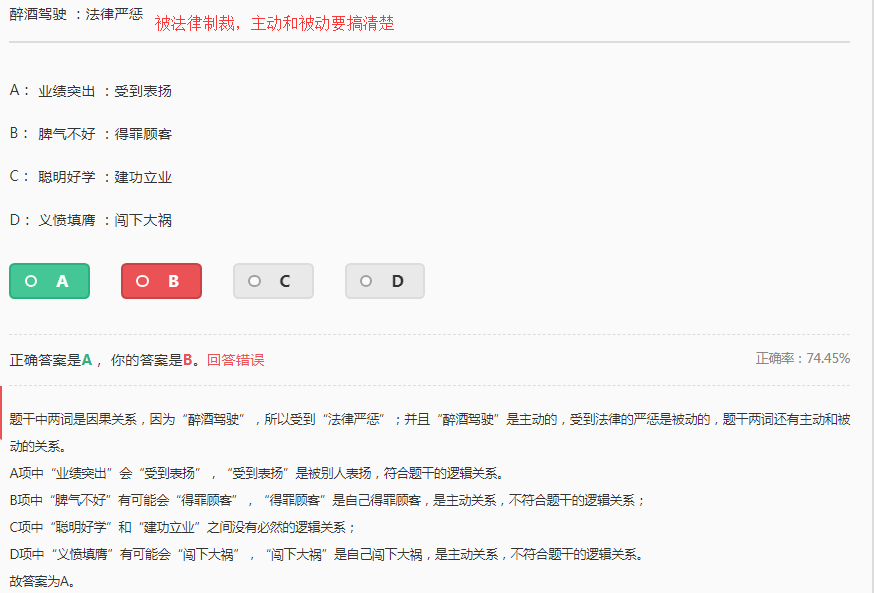 醉酒驾驶 ：法律严惩
被法律制裁，主动和被动要搞清楚
A： 业绩突出 ：受到表扬
B： 脾气不好 ：得罪顾客
C： 聪明好学 ：建功立业
D： 义愤填膺 ：闯下大祸
A B C D
正确答案是A ，你的答案是B。回答错误 正确率：74.45%
题干中两词是因果关系，因为“醉酒驾驶”，所以受到“法律严惩”；并且“醉酒驾驶”是主动的，受到法律的严惩是被动的，题干两词还有主动和被
动的关系。
A项中“业绩突出”会“受到表扬”，“受到表扬”是被别人表扬，符合题干的逻辑关系。
B项中“脾气不好”有可能会“得罪顾客”，“得罪顾客”是自己得罪顾客，是主动关系，不符合题干的逻辑关系；
C项中“聪明好学”和“建功立业”之间没有必然的逻辑关系；
D项中“义愤填膺”有可能会“闯下大祸”，“闯下大祸”是自己闯下大祸，是主动关系，不符合题干的逻辑关系。
故答案为A。